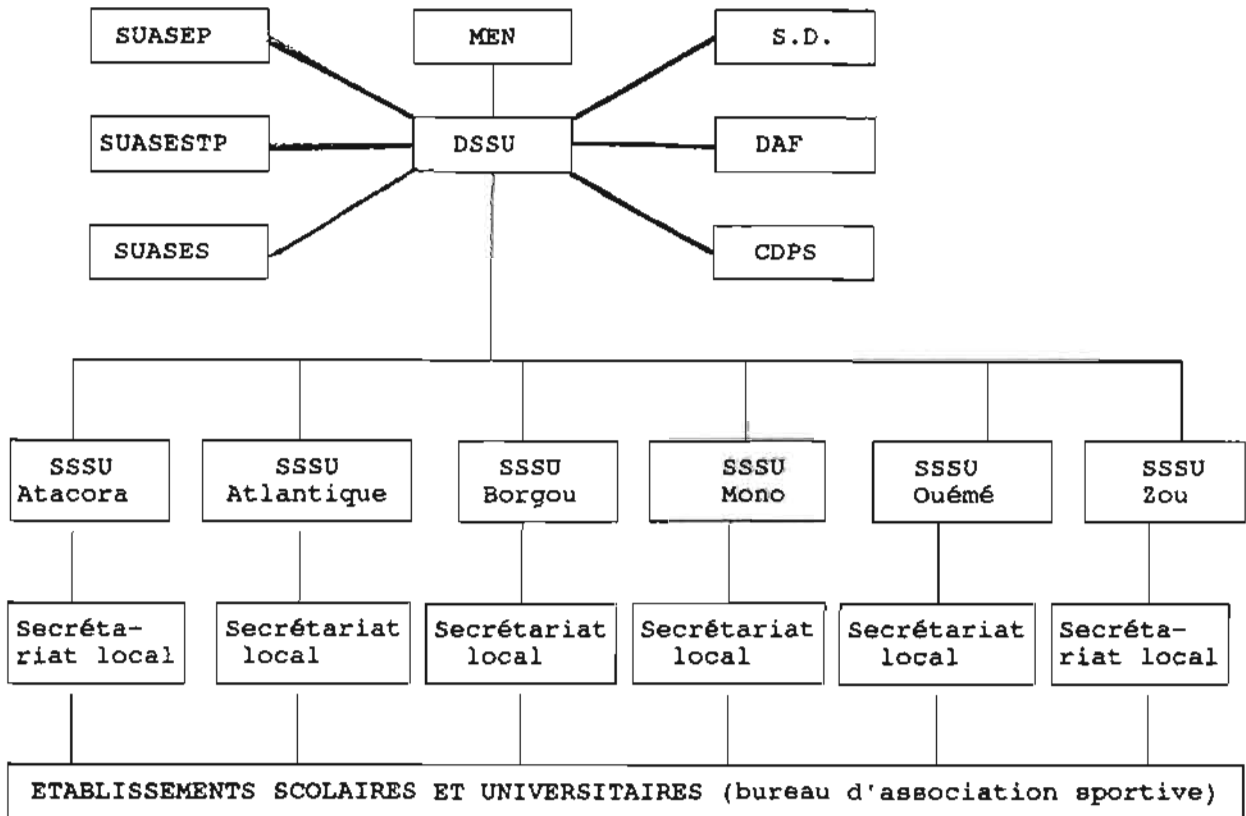 SUASEP
MEN
S.D.
SUASESTP
DSSU
DAF
SUASES
CDPS
SSSU
Atacora
SSSU
Atlantique
SSSU
Borgou
SSSU
Mono
SSSU
Ouémé
SSSU
Zou
Secréta-
riat local
Secrétariat
local
Secrétariat
local
Secrétariat
local
Secrétariat
local
Secréta-
riat local
ETABLISSEMENTS SCOLAIRES ET UNIVERSITAIRES (bureau d'association sportive)